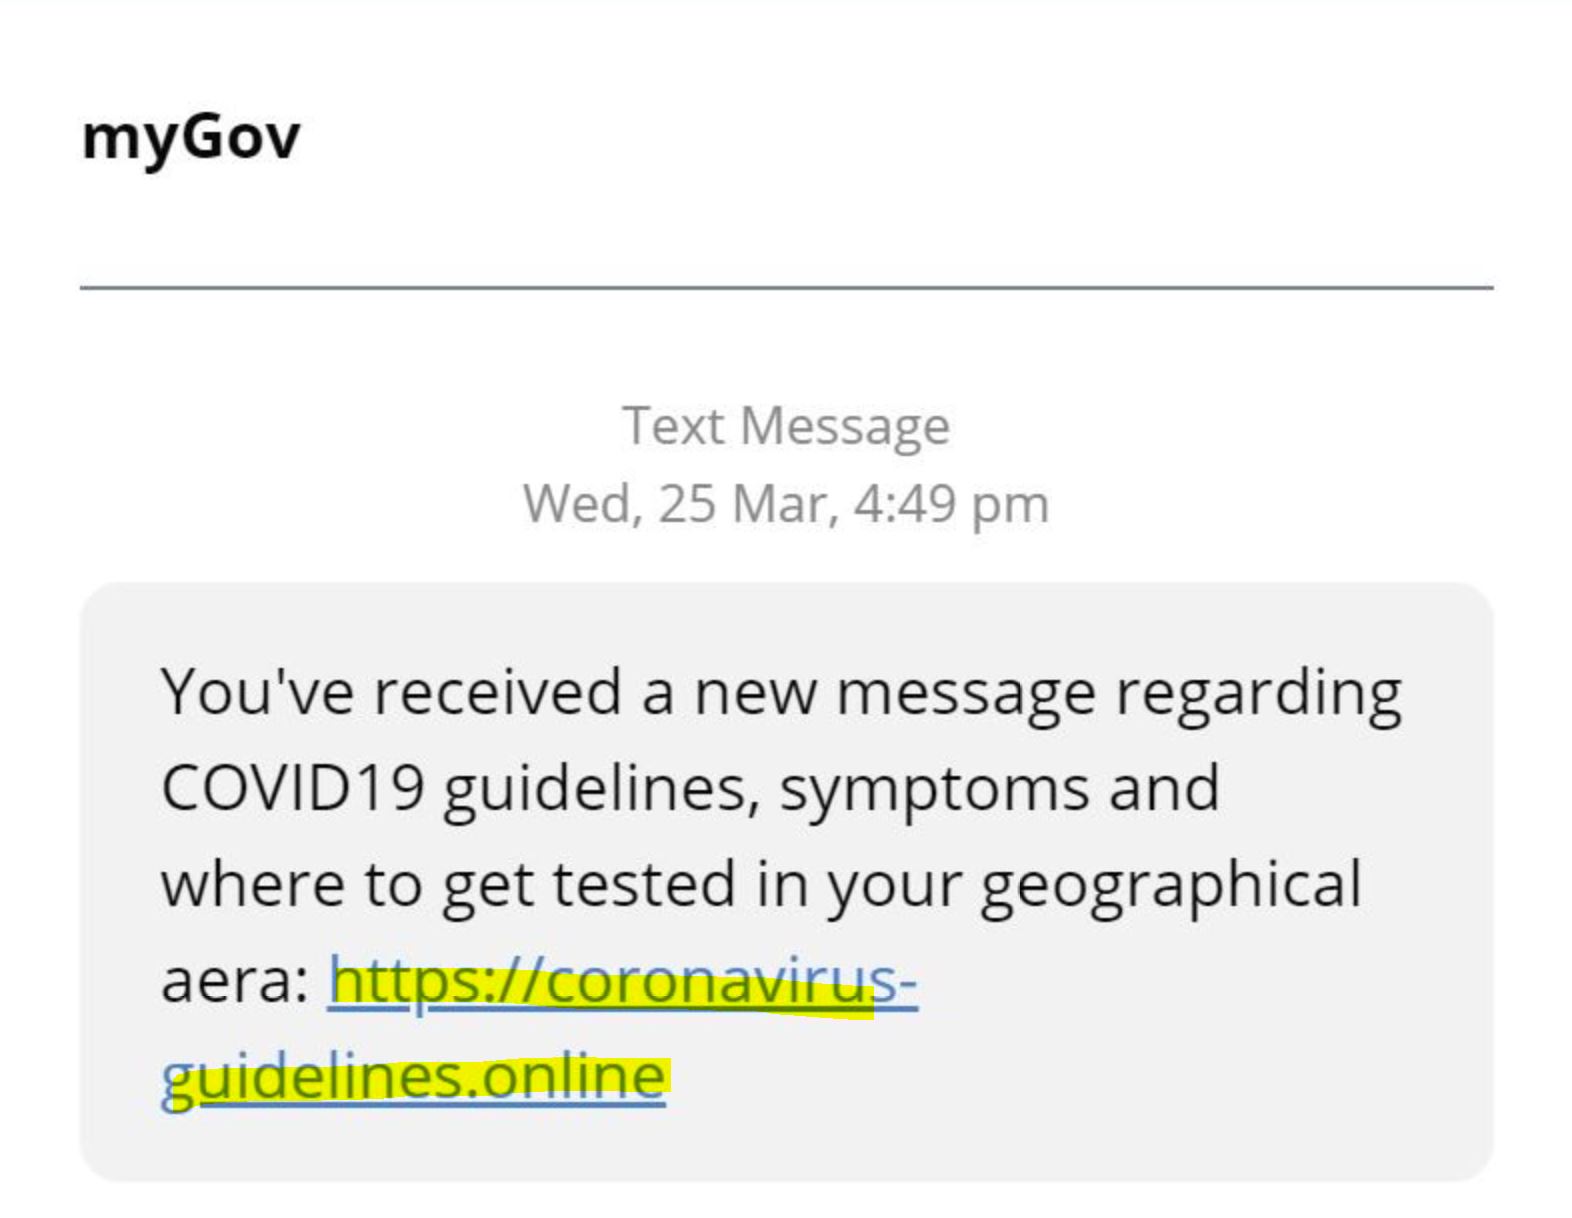 myGov
Text Message
Wed, 25 Mar, 4:49 pm
You've received a new message regarding
COVID19 guidelines, symptoms and
where to get tested in your geographical
aera: https://coronavirus-
guidelines.online